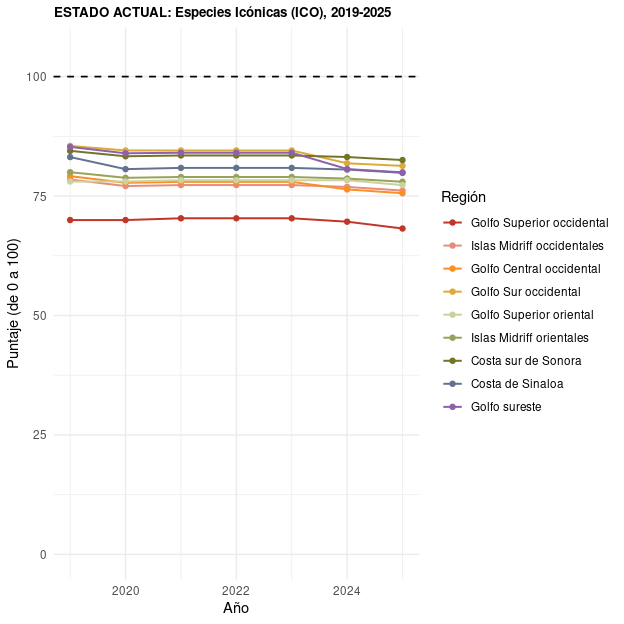 ESTADO ACTUAL: Especies Icónicas (ICO), 2019-2025
Puntaje (de 0 a 100)
100
75
50
25
0
2020
2022
2024
Año
Región
Golfo Superior occidental
Islas Midriff occidentales
Golfo Central occidental
Golfo Sur occidental
Golfo Superior oriental
Islas Midriff orientales
Costa sur de Sonora
Costa de Sinaloa
Golfo sureste